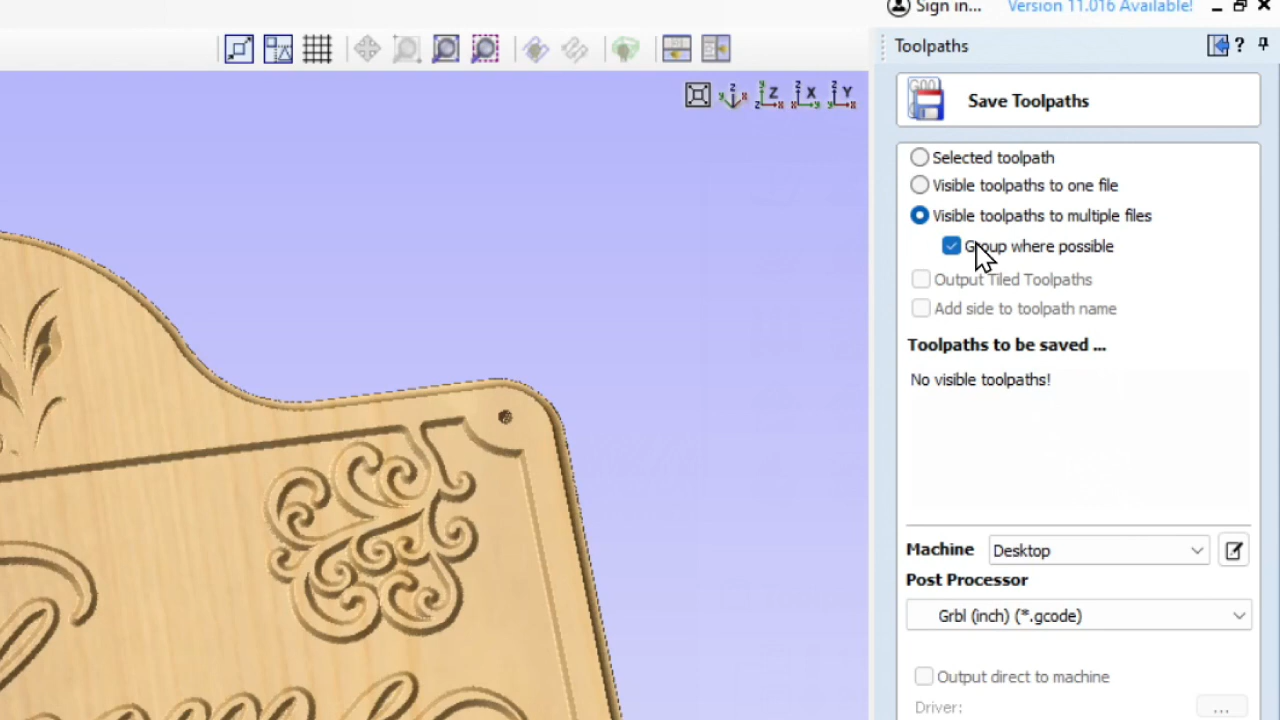 Sign in...
Version 11.016 Available!
Toolpaths
?
Z
X
Y
Save Toolpaths
Selected toolpath
Visible toolpaths to one file
Visible toolpaths to multiple files
Group where possible
Output Tiled Toolpaths
Add side to toolpath name
Toolpaths to be saved ...
No visible toolpaths!
Machine Desktop
Post Processor
Grbl (inch) (*.gcode)
Output direct to machine
Driver:
...